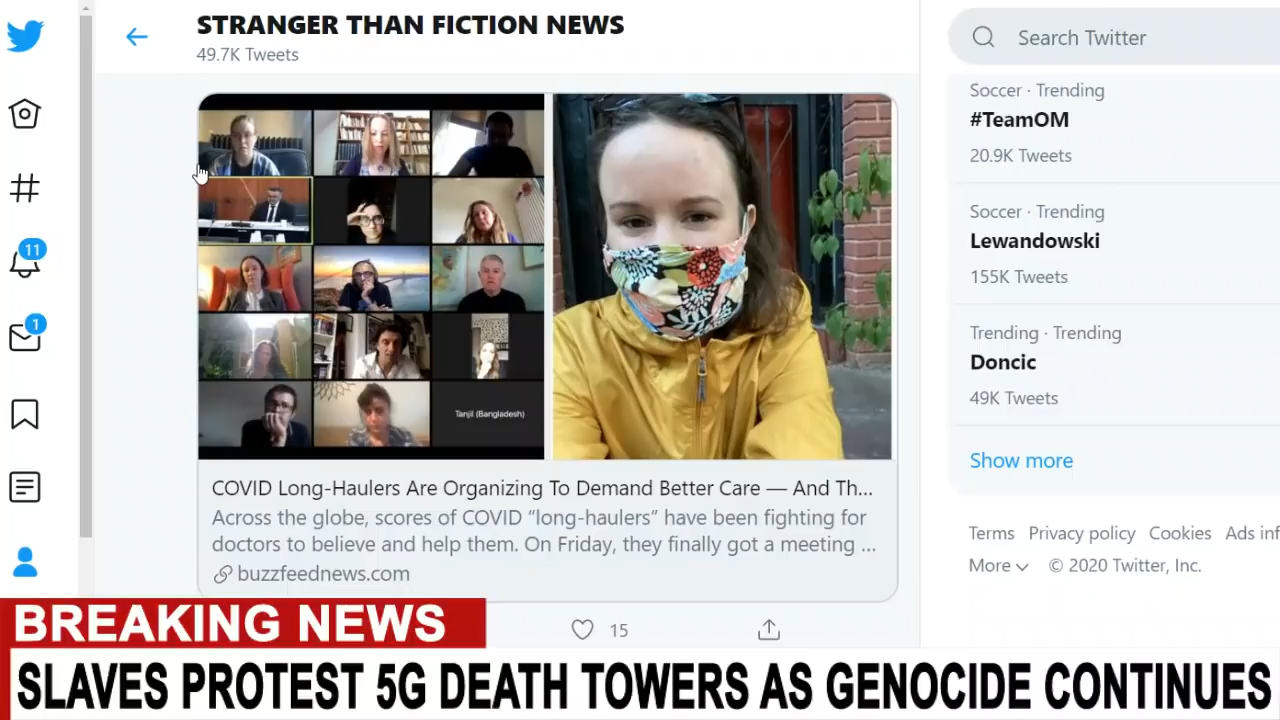 STRANGER THAN FICTION NEWS
49.7K Tweets
Search Twitter
Soccer · Trending
#TeamOM
20.9K Tweets
Soccer · Trending
Lewandowski
155K Tweets
Trending · Trending
Doncic
49K Tweets
Show more
Terms Privacy policy Cookies Ads inf
More © 2020 Twitter, Inc.
11
1
Tanjil (Bangladesh)
COVID Long-Haulers Are Organizing To Demand Better Care — And Th...
Across the globe, scores of COVID “long-haulers” have been fighting for
doctors to believe and help them. On Friday, they finally got a meeting ...
buzzfeednews.com
15
BREAKING NEWS
SLAVES PROTEST 5G DEATH TOWERS AS GENOCIDE CONTINUES